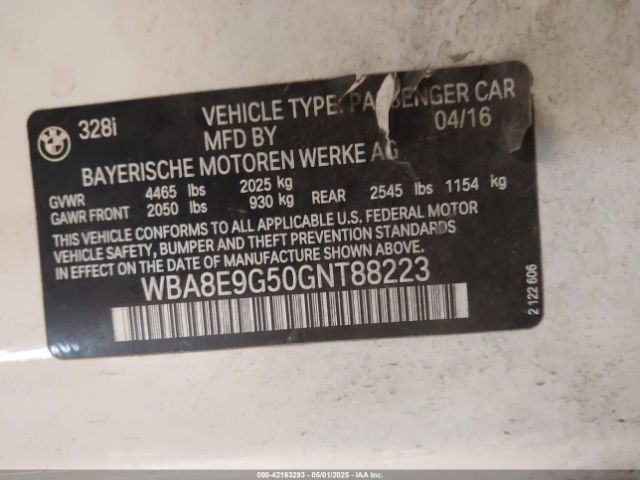 BMW
328i VEHICLE TYPE: PASSENGER CAR
MFD BY 04/16
BAYERISCHE MOTOREN WERKE AG
GVWR 4465 lbs 2025 kg
GAWR FRONT 2050 lbs 930 kg REAR 2545 lbs 1154 kg
THIS VEHICLE CONFORMS TO ALL APPLICABLE U.S. FEDERAL MOTOR
VEHICLE SAFETY, BUMPER AND THEFT PREVENTION STANDARDS
IN EFFECT ON THE DATE OF MANUFACTURE SHOWN ABOVE.
WBA8E9G50GNT88223
2 122 606
000-42163293 - 05/01/2025 - IAA Inc.